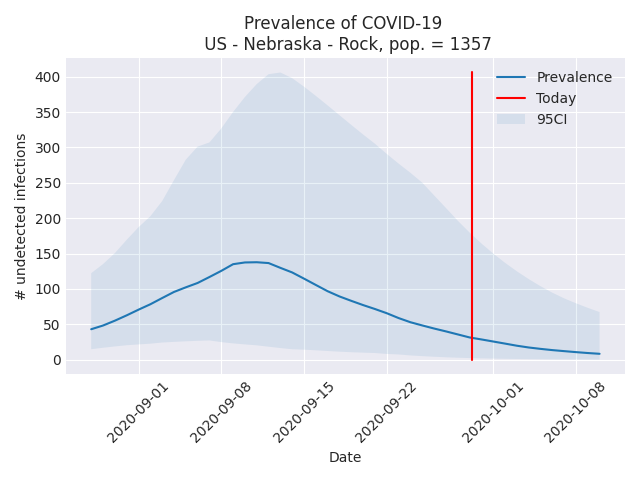 Prevalence of COVID-19
US - Nebraska - Rock, pop. = 1357
# undetected infections
400
350
300
250
200
150
100
50
0
Prevalence
Today
95CI
2020-09-01
2020-09-08
2020-09-15
2020-09-22
2020-10-01
2020-10-08
Date